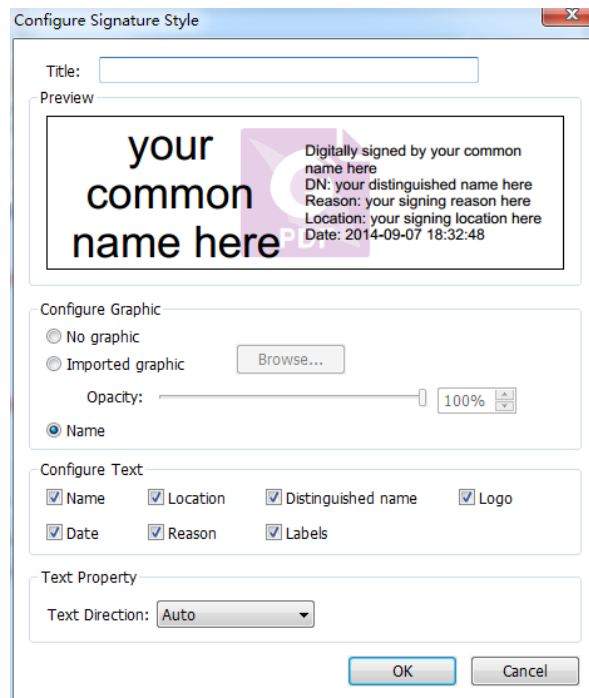 Configure Signature Style
Title:
Preview
your
common
name here
Digitally signed by your common
name here
DN: your distinguished name here
Reason: your signing reason here
Location: your signing location here
Date: 2014-09-07 18:32:48
PDF
Configure Graphic
No graphic
Imported graphic
Browse...
Opacity:
100%
Name
Configure Text
Name Location Distinguished name Logo
Date Reason Labels
Text Property
Text Direction: Auto
OK Cancel